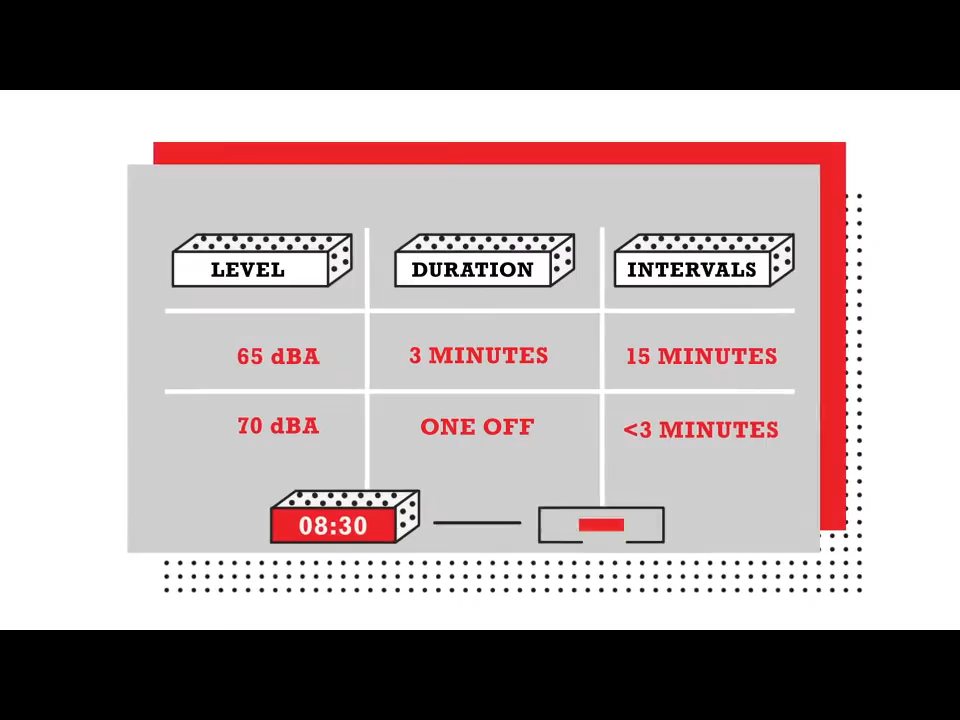 LEVEL DURATION INTERVALS
65 dBA 3 MINUTES 15 MINUTES
70 dBA ONE OFF <3 MINUTES
08:30